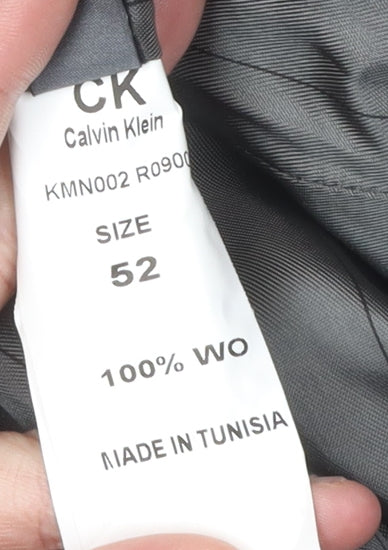 CK
Calvin Klein
KMN002 R0900
SIZE
52
100% WO
MADE IN TUNISIA